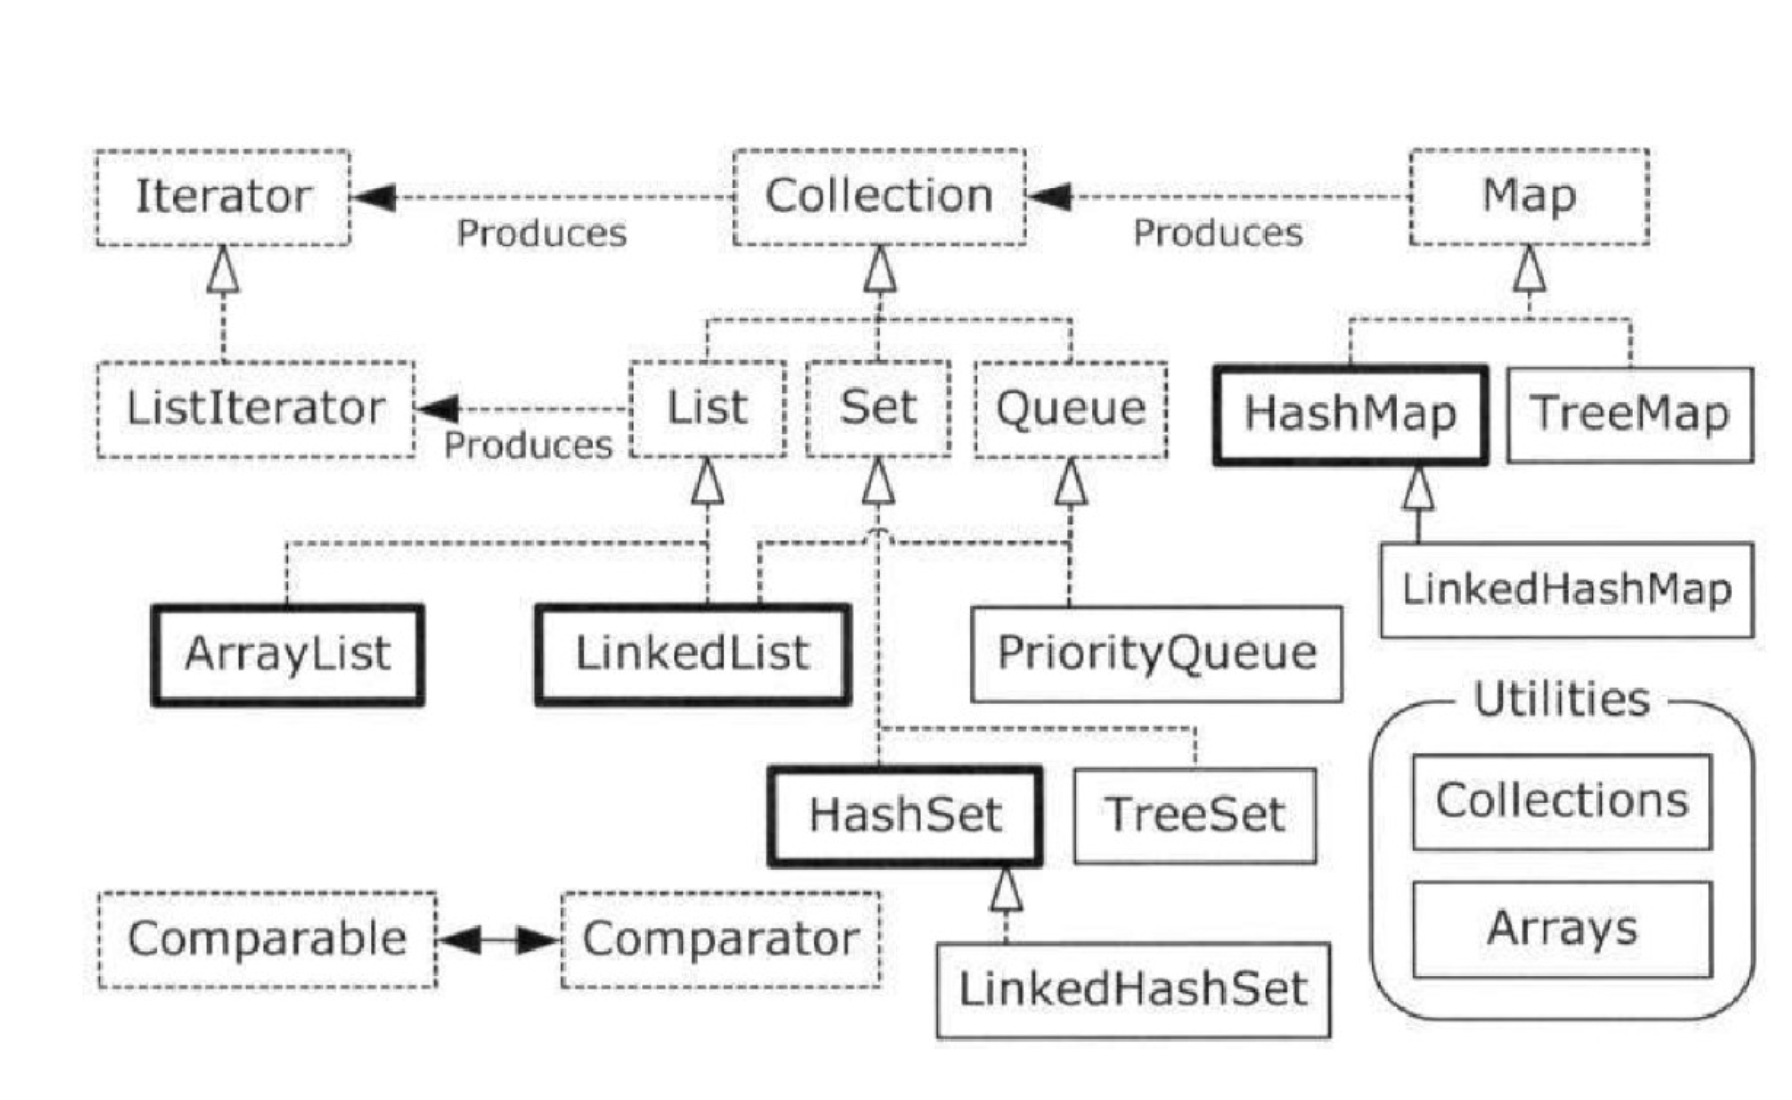 Iterator
Produces
Collection
Produces
Map
ListIterator
Produces
List
Set
Queue
HashMap
TreeMap
LinkedHashMap
ArrayList
LinkedList
PriorityQueue
Utilities
Collections
Arrays
HashSet
TreeSet
Comparable
Comparator
LinkedHashSet